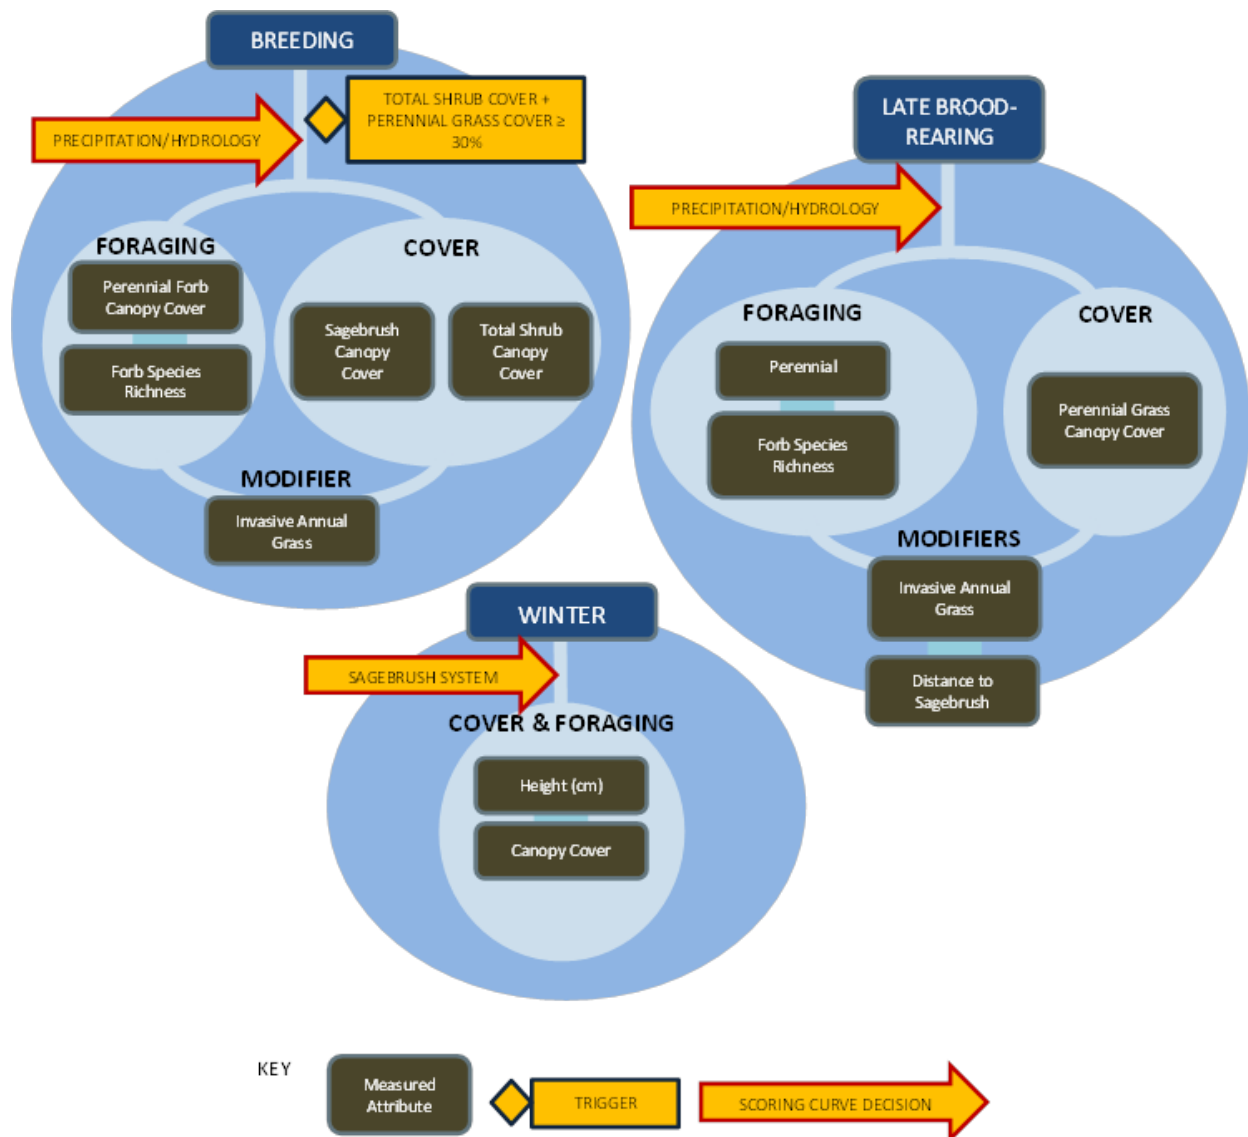 BREEDING
TOTAL SHRUB COVER +
PERENNIAL GRASS COVER ≥
30%
PRECIPITATION/HYDROLOGY
FORAGING
Perennial Forb
Canopy Cover
Forb Species
Richness
COVER
Sagebrush
Canopy
Cover
Total Shrub
Canopy
Cover
MODIFIER
Invasive Annual
Grass
LATE BROOD-
REARING
PRECIPITATION/HYDROLOGY
FORAGING
Perennial
Forb Species
Richness
COVER
Perennial Grass
Canopy Cover
MODIFIERS
Invasive Annual
Grass
Distance to
Sagebrush
WINTER
SAGEBRUSH SYSTEM
COVER & FORAGING
Height (cm)
Canopy Cover
KEY
Measured
Attribute
TRIGGER
SCORING CURVE DECISION